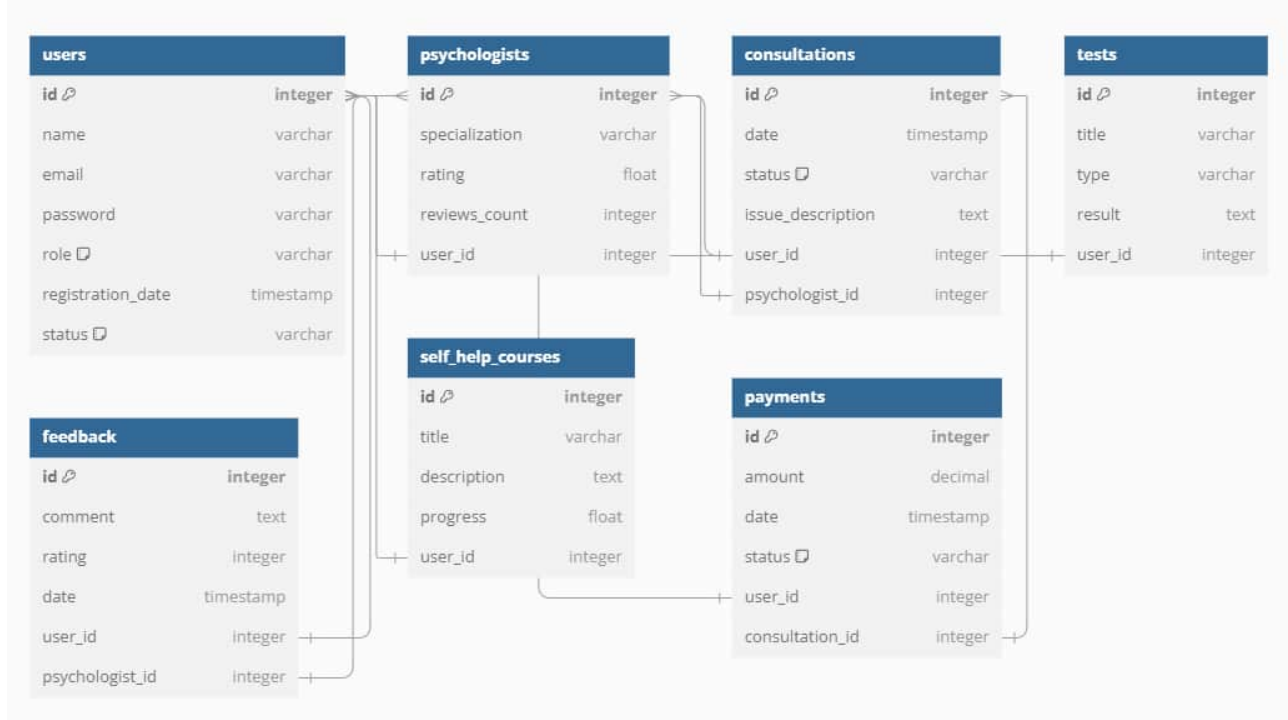 users
id integer
name varchar
email varchar
password varchar
role varchar
registration_date timestamp
status varchar
psychologists
id integer
specialization varchar
rating float
reviews_count integer
user_id integer
consultations
id integer
date timestamp
status varchar
issue_description text
user_id integer
psychologist_id integer
tests
id integer
title varchar
type varchar
result text
user_id integer
feedback
id integer
comment text
rating integer
date timestamp
user_id integer
psychologist_id integer
self_help_courses
id integer
title varchar
description text
progress float
user_id integer
payments
id integer
amount decimal
date timestamp
status varchar
user_id integer
consultation_id integer